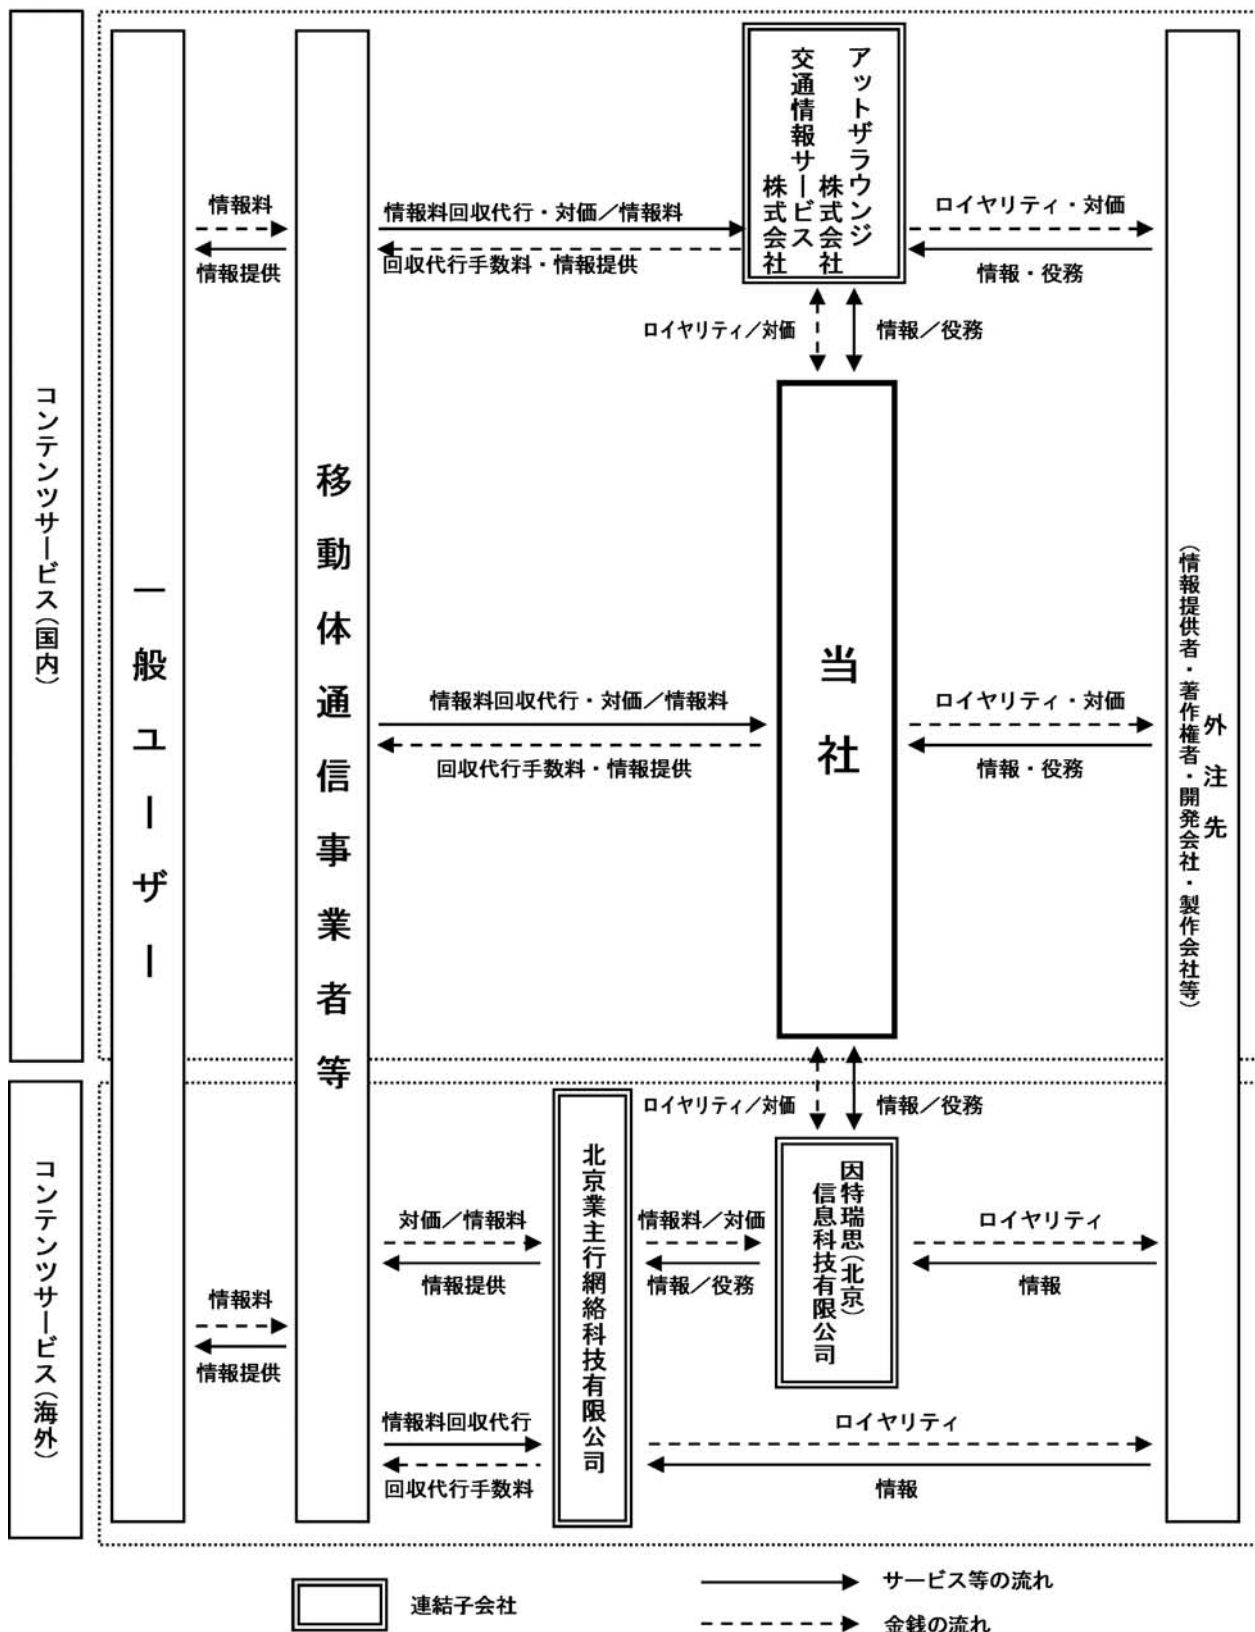 コンテンツサービス（国内）
一般ユーザー
移動体通信事業者等
アットザラウンジ
株式会社
交通情報サービス
株式会社
情報料
情報提供
情報料回収代行・対価／情報料
回収代行手数料・情報提供
ロイヤリティ・対価
情報・役務
ロイヤリティ／対価
情報／役務
当社
情報料回収代行・対価／情報料
回収代行手数料・情報提供
ロイヤリティ・対価
情報・役務
外注先
（情報提供者・著作権者・開発会社・製作会社等）
コンテンツサービス（海外）
ロイヤリティ／対価
情報／役務
北京業主行網絡科技有限公司
因特瑞思（北京）
信息科技有限公司
対価／情報料
情報提供
情報料／対価
情報／役務
ロイヤリティ
情報
情報料
情報提供
情報料回収代行
回収代行手数料
ロイヤリティ
情報
連結子会社
サービス等の流れ
金銭の流れ